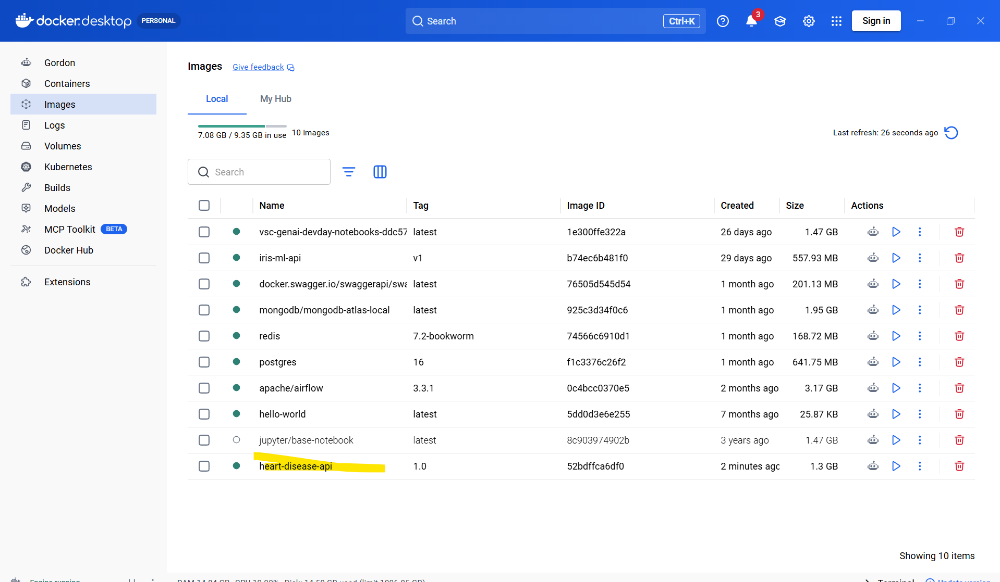 docker.desktop PERSONAL Search Ctrl+K 3 Sign in
Gordon
Containers
Images
Logs
Volumes
Kubernetes
Builds
Models
MCP Toolkit BETA
Docker Hub
Extensions
Images Give feedback
Local My Hub
7.08 GB / 9.35 GB in use 10 images Last refresh: 26 seconds ago
Search
Name Tag Image ID Created Size Actions
vsc-genai-devday-notebooks-ddc57 latest 1e300ffe322a 26 days ago 1.47 GB
iris-ml-api v1 b74ec6b481f0 29 days ago 557.93 MB
docker.swagger.io/swaggerapi/swa latest 76505d545d54 1 month ago 201.13 MB
mongodb/mongodb-atlas-local latest 925c3d34f0c6 1 month ago 1.95 GB
redis 7.2-bookworm 74566c6910d1 1 month ago 168.72 MB
postgres 16 f1c3376c26f2 1 month ago 641.75 MB
apache/airflow 3.3.1 0c4bcc0370e5 2 months ago 3.17 GB
hello-world latest 5dd0d3e6e255 7 months ago 25.87 KB
jupyter/base-notebook latest 8c903974902b 3 years ago 1.47 GB
heart-disease-api 1.0 52bdffca6df0 2 minutes ago 1.3 GB
Showing 10 items
Engine running Terminal Update version